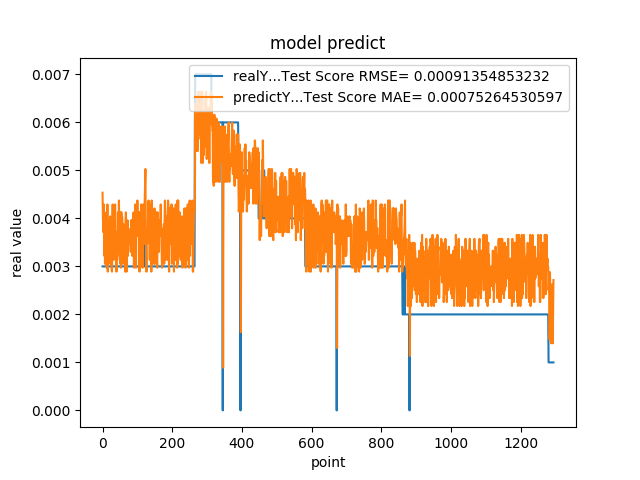 model predict
realY...Test Score RMSE= 0.00091354853232
predictY...Test Score MAE= 0.00075264530597
0.007
0.006
0.005
0.004
0.003
0.002
0.001
0.000
real value
0 200 400 600 800 1000 1200
point